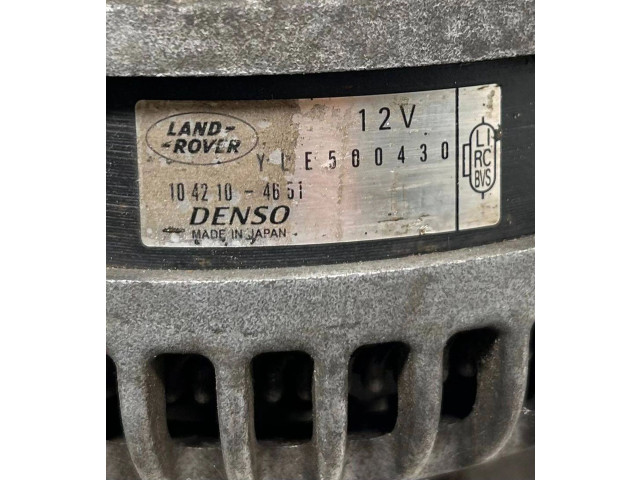 LAND-
-ROVER
12V
YLE500430
104210-4651
DENSO
MADE IN JAPAN
LI
RC
BVS